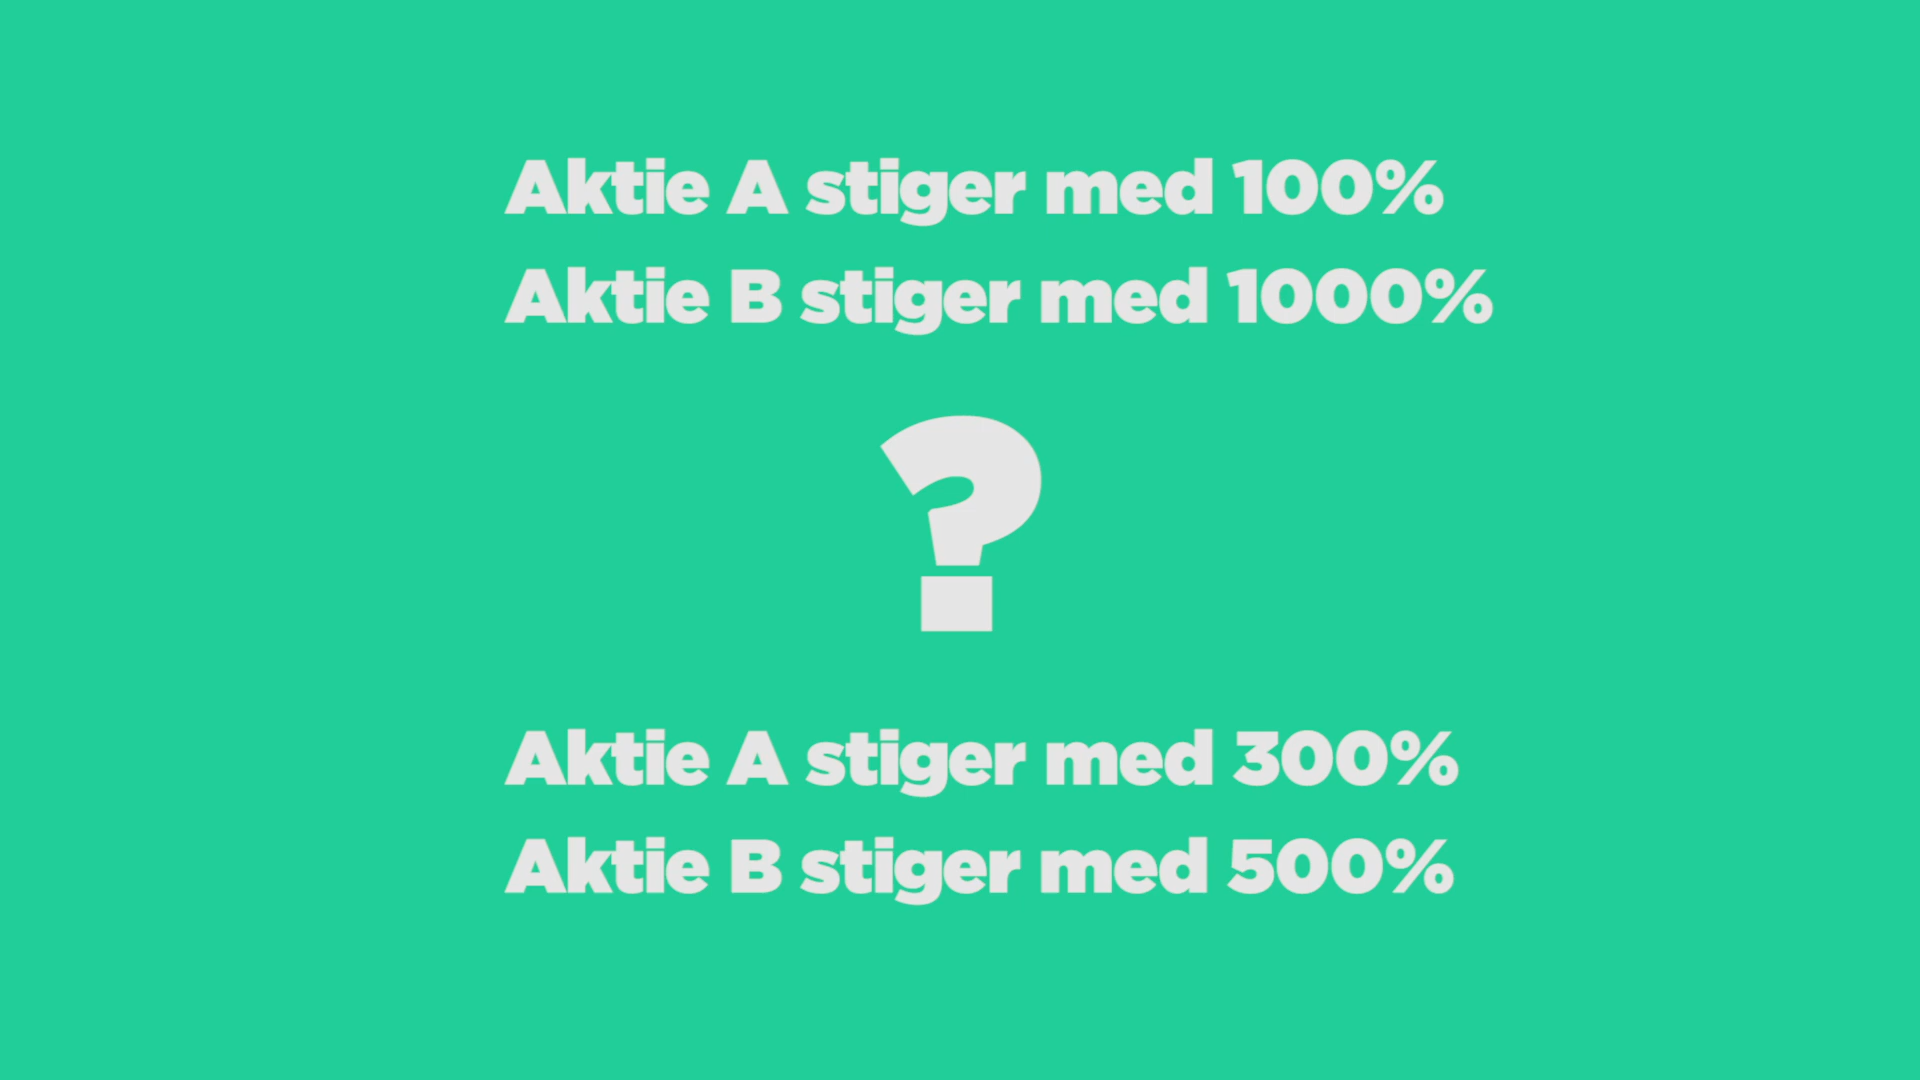 Aktie A stiger med 100%
Aktie B stiger med 1000%
?
Aktie A stiger med 300%
Aktie B stiger med 500%